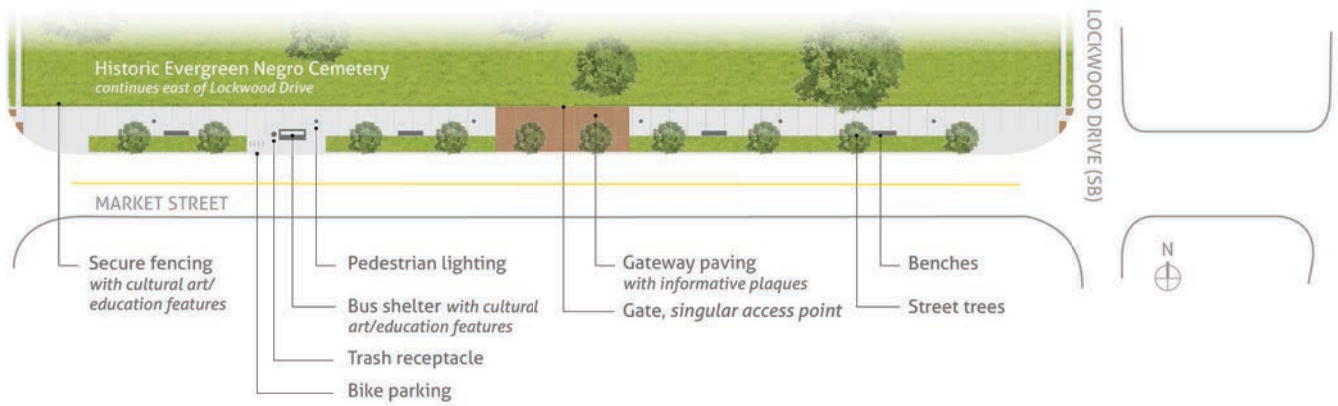 Historic Evergreen Negro Cemetery
continues east of Lockwood Drive
LOCKWOOD DRIVE (SB)
MARKET STREET
Secure fencing
with cultural art/
education features
Pedestrian lighting
Bus shelter with cultural
art/education features
Trash receptacle
Bike parking
Gateway paving
with informative plaques
Gate, singular access point
Benches
Street trees
N